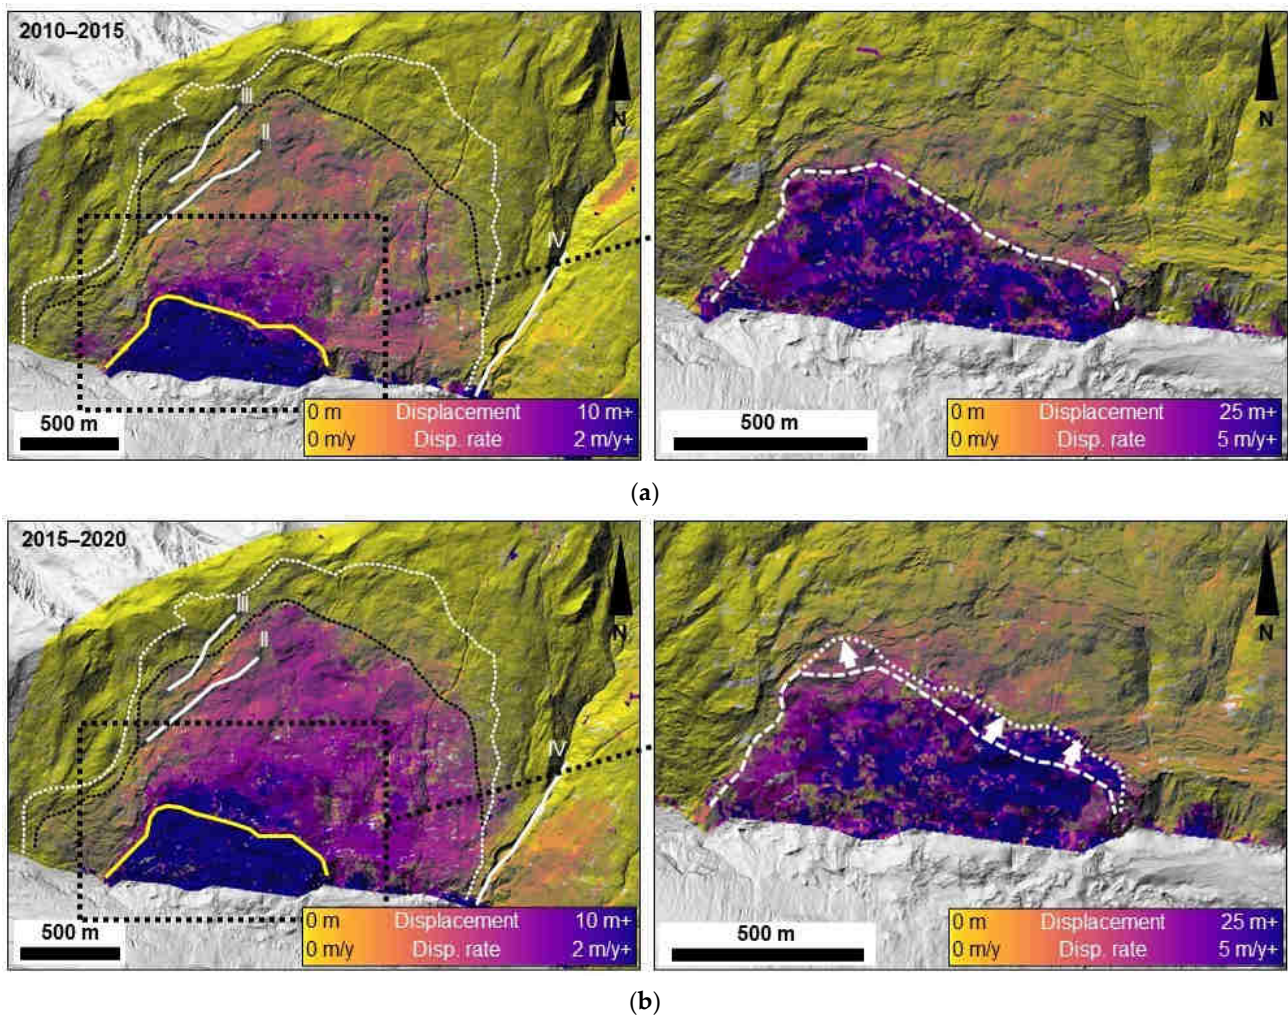 2010–2015
III
II
IV
N
500 m
0 m Displacement 10 m+
0 m/y Disp. rate 2 m/y+
N
500 m
0 m Displacement 25 m+
0 m/y Disp. rate 5 m/y+
(a)
2015–2020
III
II
IV
N
500 m
0 m Displacement 10 m+
0 m/y Disp. rate 2 m/y+
N
500 m
0 m Displacement 25 m+
0 m/y Disp. rate 5 m/y+
(b)